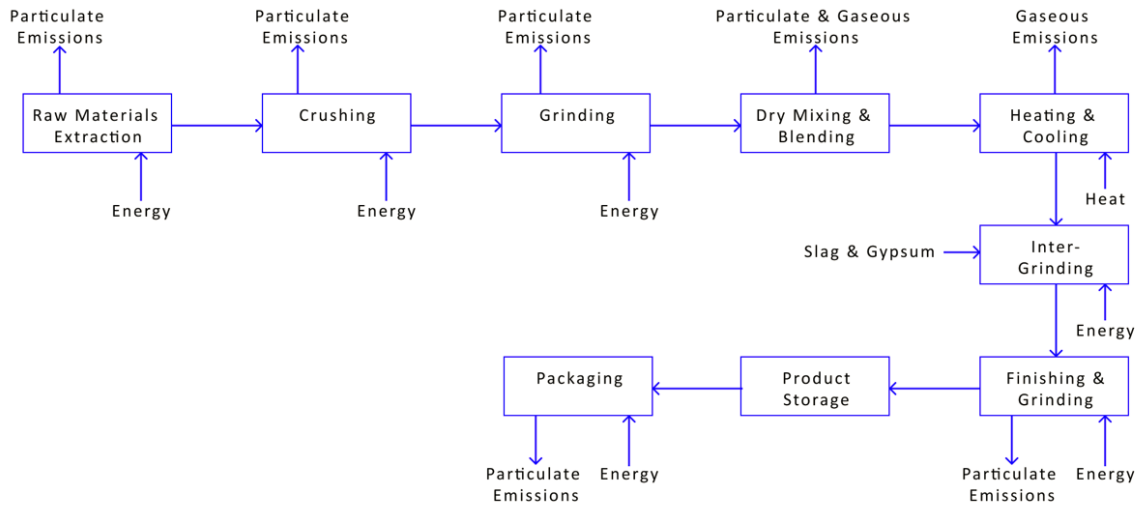 Particulate
Emissions
Particulate
Emissions
Particulate
Emissions
Particulate & Gaseous
Emissions
Gaseous
Emissions
Raw Materials
Extraction
Crushing
Grinding
Dry Mixing &
Blending
Heating &
Cooling
Energy
Energy
Energy
Heat
Slag & Gypsum
Inter-
Grinding
Energy
Packaging
Product
Storage
Finishing &
Grinding
Particulate
Emissions
Energy
Particulate
Emissions
Energy